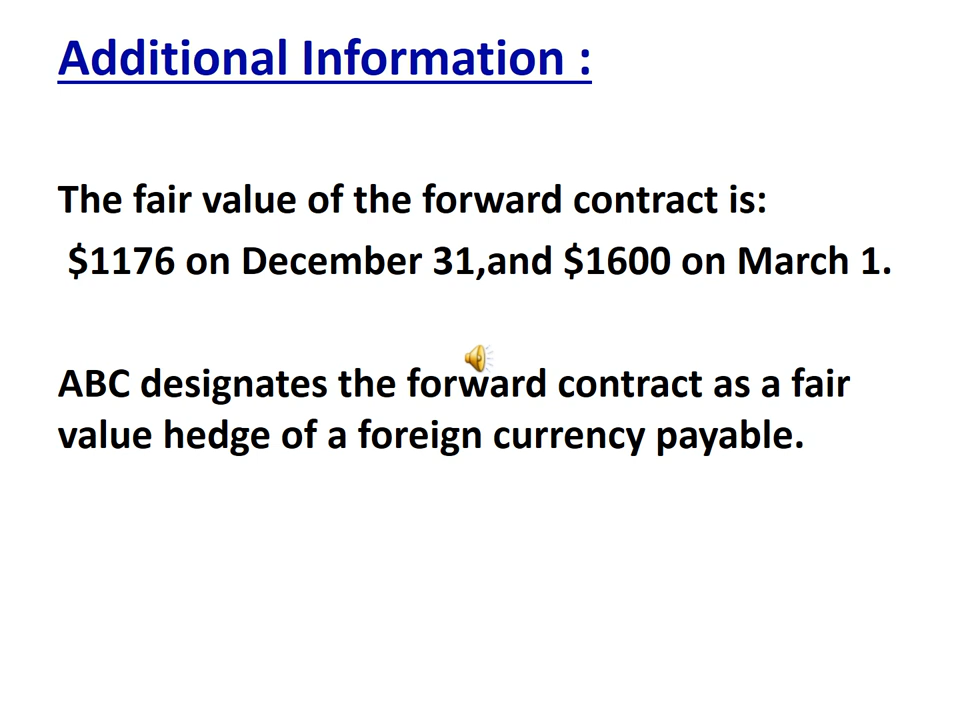 Additional Information :
The fair value of the forward contract is:
$1176 on December 31,and $1600 on March 1.
ABC designates the forward contract as a fair
value hedge of a foreign currency payable.